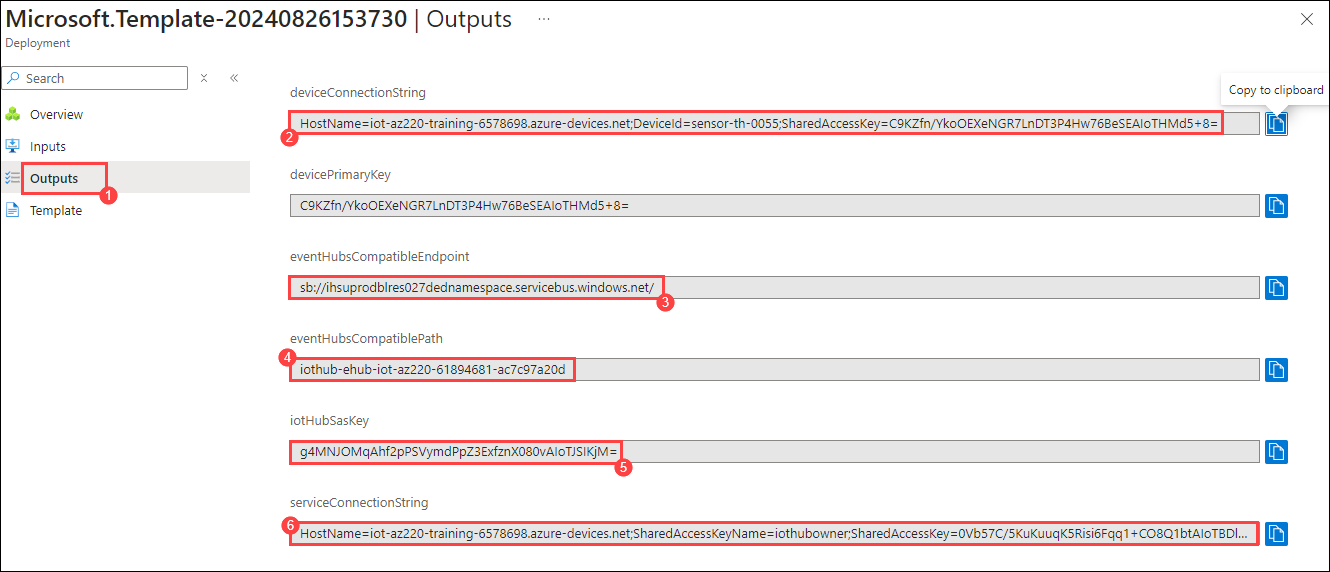 Microsoft.Template-20240826153730 | Outputs ...
Deployment
Search
Overview
Inputs
Outputs
1
Template
Copy to clipboard
deviceConnectionString
HostName=iot-az220-training-6578698.azure-devices.net;DeviceId=sensor-th-0055;SharedAccessKey=C9KZfn/YkoOEXeNGR7LnDT3P4Hw76BeSEAIoTHMd5+8=
2
devicePrimaryKey
C9KZfn/YkoOEXeNGR7LnDT3P4Hw76BeSEAIoTHMd5+8=
eventHubsCompatibleEndpoint
sb://ihsuprodblres027dednamespace.servicebus.windows.net/
3
eventHubsCompatiblePath
4
iothub-ehub-iot-az220-61894681-ac7c97a20d
iotHubSasKey
g4MNJOMqAhf2pPSVymdPpZ3ExfznX080vAIoTJSIKjM=
5
serviceConnectionString
6
HostName=iot-az220-training-6578698.azure-devices.net;SharedAccessKeyName=iothubowner;SharedAccessKey=0Vb57C/5KuKuuqK5Risi6Fqq1+CO8Q1btAIoTBDl...